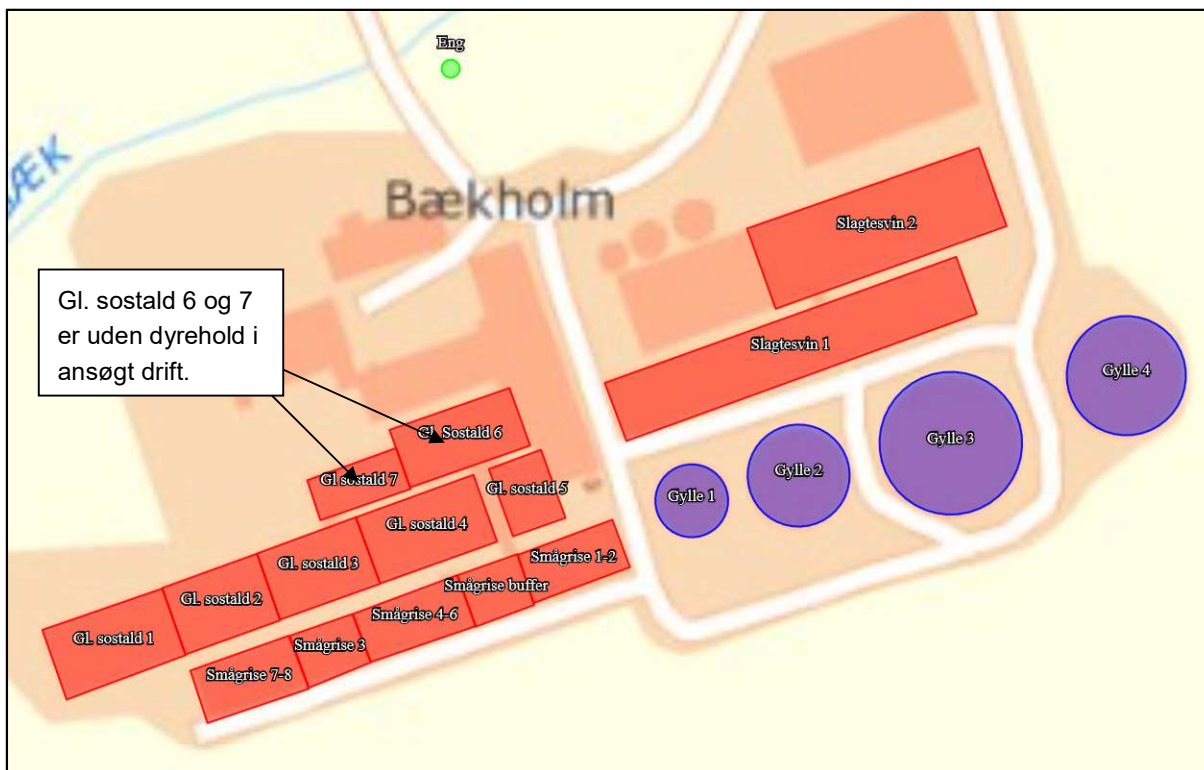 Eng
ÆK
Bækholm
Slagtesvin 2
Slagtesvin 1
Gl. sostald 6 og 7
er uden dyrehold i
ansøgt drift.
Gylle 4
Gylle 3
Gylle 2
Gylle 1
Gl. Sostald 6
Gl sostald 7
Gl. sostald 5
Gl. sostald 4
Gl. sostald 3
Gl. sostald 2
Gl. sostald 1
Smågrise 1-2
Smågrise buffer
Smågrise 4-6
Smågrise 3
Smågrise 7-8